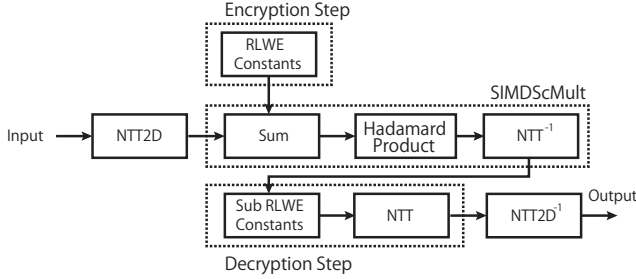 Encryption Step
RLWE
Constants
SIMDScMult
Input
NTT2D
Sum
Hadamard
Product
NTT⁻¹
Sub RLWE
Constants
NTT
NTT2D⁻¹
Output
Decryption Step